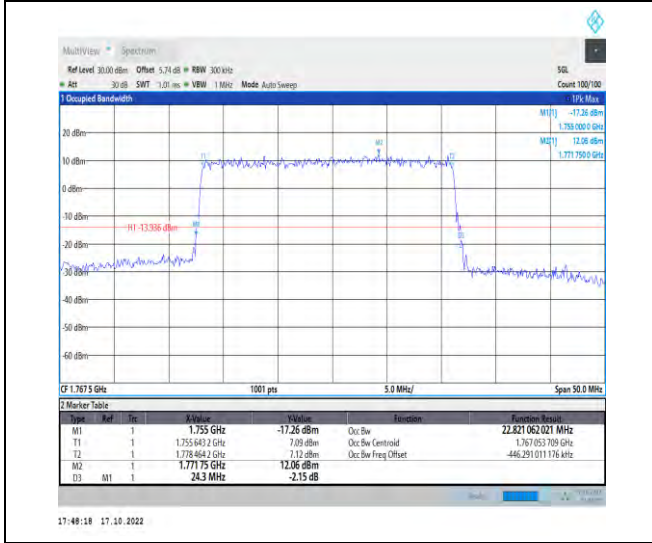 MultiView Spectrum
Ref Level 30.00 dBm Offset 5.74 dB RBW 300 kHz SGL
Att 30 dB SWT 1.01 ms VBW 1 MHz Mode Auto Sweep Count 100/100
1 Occupied Bandwidth 1Pk Max
M1[1] -17.26 dBm
1.755 000 0 GHz
M2[1] 12.06 dBm
1.771 750 0 GHz
20 dBm
M2
10 dBm
T1
T2
0 dBm
-10 dBm
H1 -13.936 dBm
M1
D3
-20 dBm
-30 dBm
-40 dBm
-50 dBm
-60 dBm
CF 1.767 5 GHz 1001 pts 5.0 MHz/ Span 50.0 MHz
2 Marker Table
Type Ref Trc X-Value Y-Value Function Function Result
M1 1 1.755 GHz -17.26 dBm Occ Bw 22.821 062 021 MHz
T1 1 1.755 643 2 GHz 7.09 dBm Occ Bw Centroid 1.767 053 709 GHz
T2 1 1.778 464 2 GHz 7.12 dBm Occ Bw Freq Offset -446.291 011 176 kHz
M2 1 1.771 75 GHz 12.06 dBm
D3 M1 1 24.3 MHz -2.15 dB
17:48:18 17.10.2022